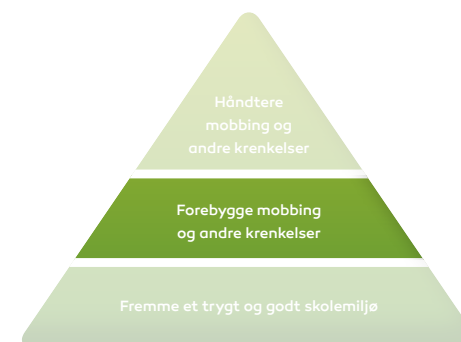 Håndtere
mobbing og
andre krenkelser
Forebygge mobbing
og andre krenkelser
Fremme et trygt og godt skolemiljø